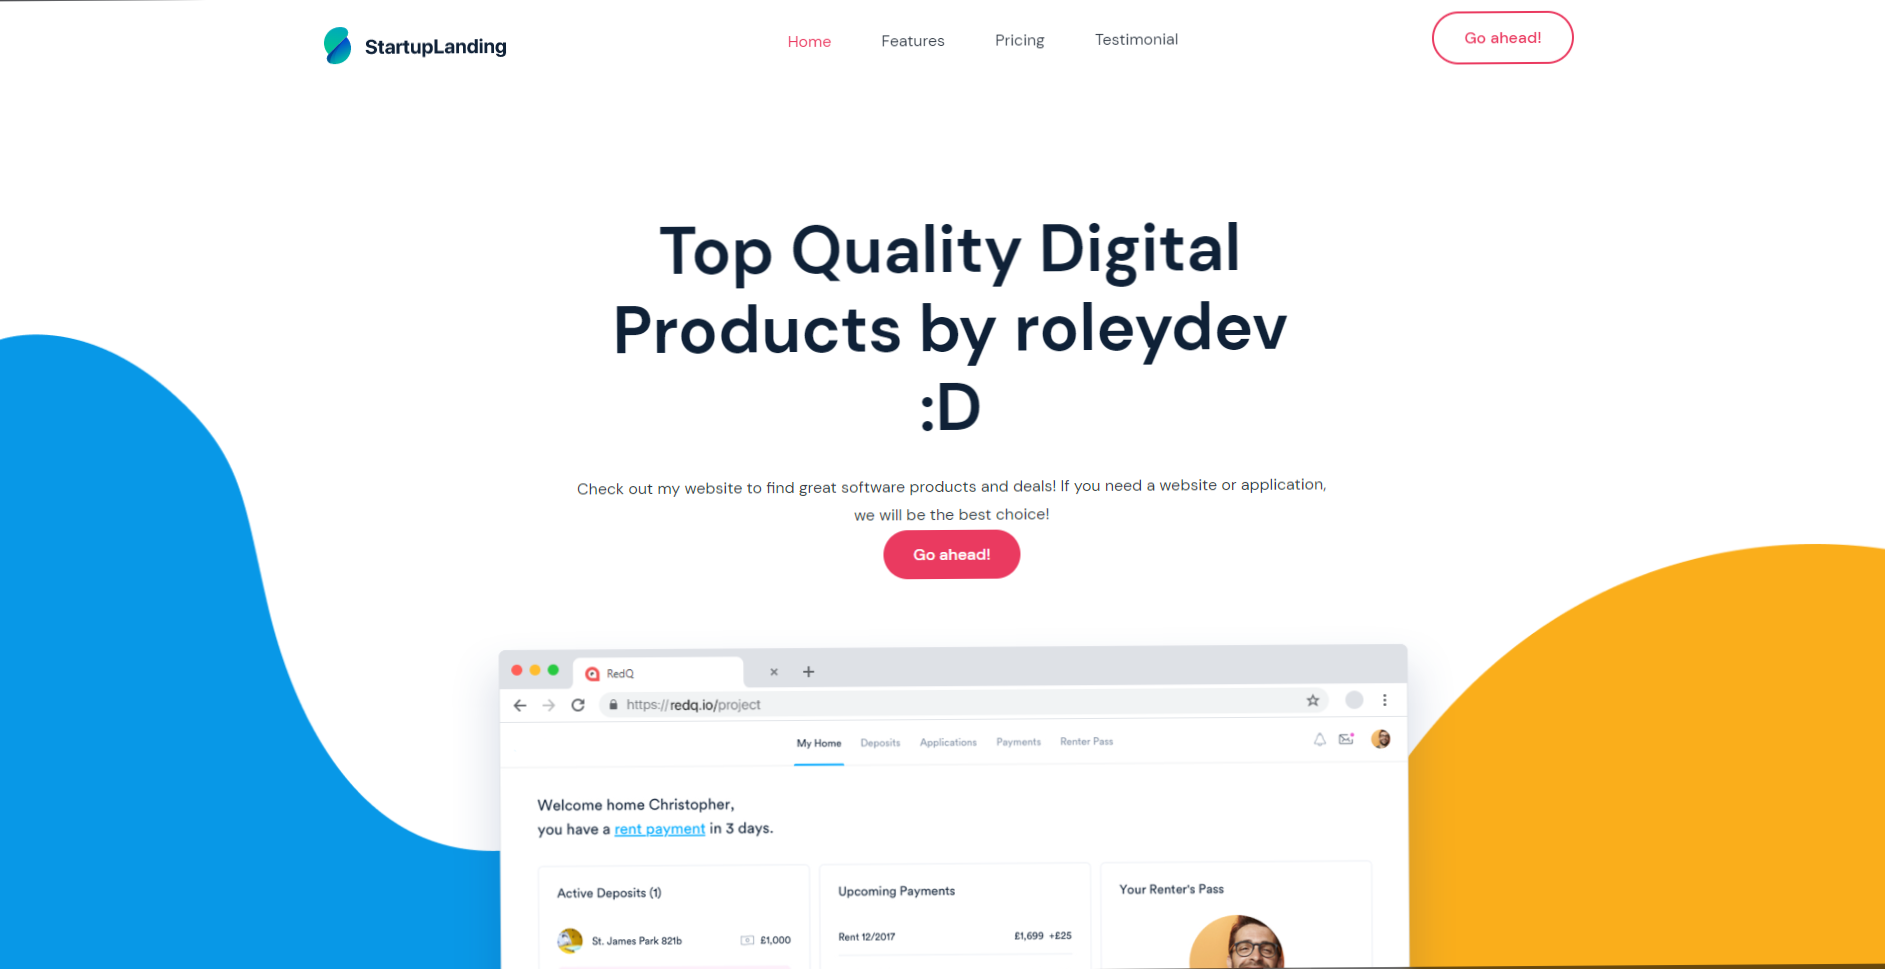 StartupLanding
Home
Features
Pricing
Testimonial
Go ahead!
Top Quality Digital
Products by roleydev
:D
Check out my website to find great software products and deals! If you need a website or application,
we will be the best choice!
Go ahead!
RedQ
https://redq.io/project
My Home
Deposits
Applications
Payments
Renter Pass
Welcome home Christopher,
you have a rent payment in 3 days.
Active Deposits (1)
St. James Park 821b
£1,000
Upcoming Payments
Rent 12/2017
£1,699 +£25
Your Renter's Pass